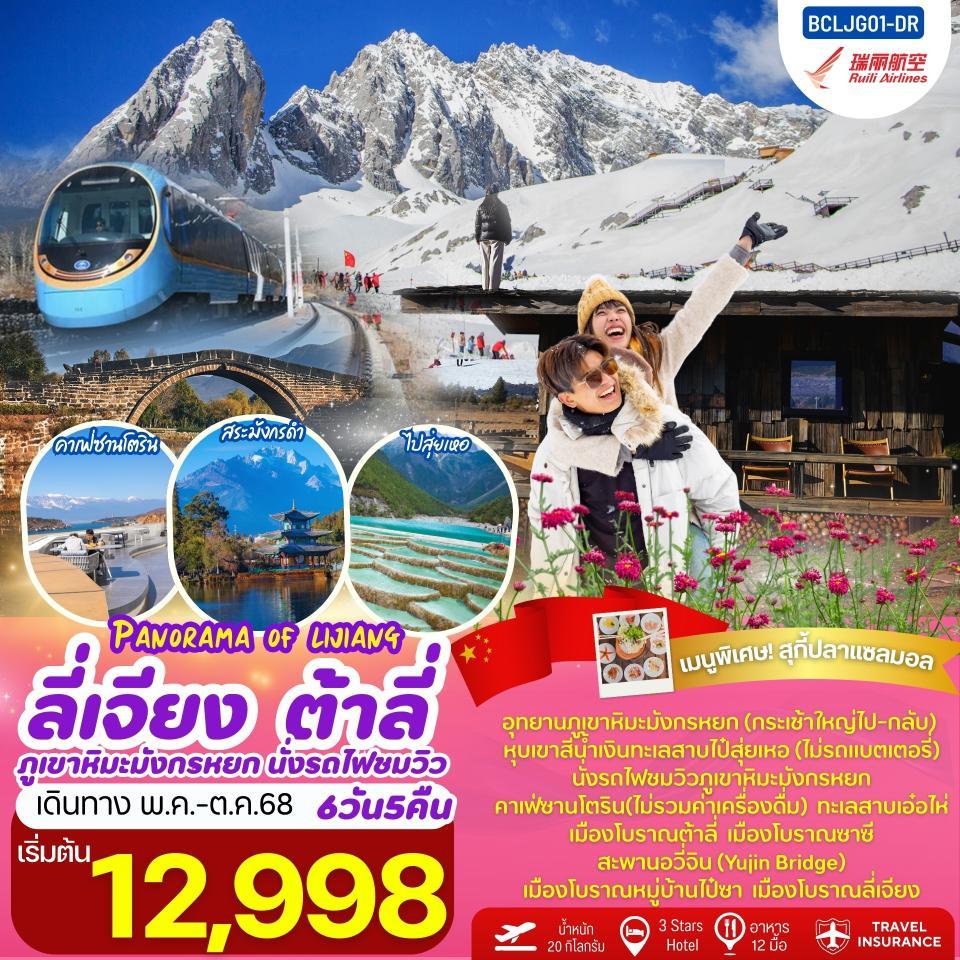 BCLJG01-DR
瑞丽航空
Ruili Airlines
คาเฟ่ซานโตริน
สระมังกรดำ
ไปสุ่ยเหอ
PANORAMA OF LIJIANG
ลี่เจียง ต้าลี่
ภูเขาหิมะมังกรหยก นั่งรถไฟชมวิว
เดินทาง พ.ค.-ต.ค.68 6วัน5คืน
เริ่มต้น 12,998
เมนูพิเศษ! สุกี้ปลาแซลมอล
อุทยานภูเขาหิมะมังกรหยก (กระเช้าใหญ่ไป-กลับ)
หุบเขาสีน้ำเงินทะเลสาบไป๋สุ่ยเหอ (ไม่รถแบตเตอรี่)
นั่งรถไฟชมวิวภูเขาหิมะมังกรหยก
คาเฟ่ซานโตริน(ไม่รวมค่าเครื่องดื่ม) ทะเลสาบเอ๋อไห่
เมืองโบราณต้าลี่ เมืองโบราณซาซี
สะพานอวี่จิน (Yujin Bridge)
เมืองโบราณหมู่บ้านไป๋ซา เมืองโบราณลี่เจียง
น้ำหนัก
20 กิโลกรัม
3 Stars
Hotel
อาหาร
12 มื้อ
TRAVEL
INSURANCE